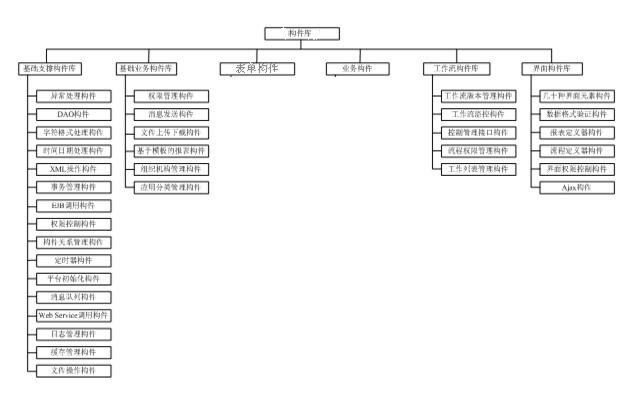 构件库
基础支撑构件库
基础业务构件库
表单构件
业务构件
工作流构件库
界面构件库
异常处理构件
DAO构件
字符格式处理构件
时间日期处理构件
XML操作构件
事务管理构件
EJB调用构件
权限控制构件
构件关系管理构件
定时器构件
平台初始化构件
消息队列构件
Web Service调用构件
日志管理构件
缓存管理构件
文件操作构件
权限管理构件
消息发送构件
文件上传下载构件
基于模板的报表构件
组织机构管理构件
应用分类管理构件
工作流版本管理构件
工作流监控构件
控制管理接口构件
流程权限管理构件
工作列表管理构件
几十种界面元素构件
数据格式验证构件
报表定义器构件
流程定义器构件
界面权限控制构件
Ajax构件